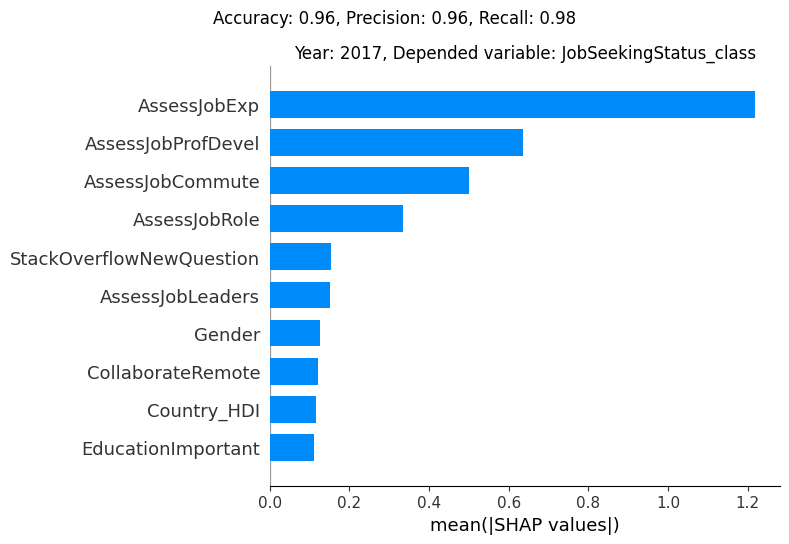 Accuracy: 0.96, Precision: 0.96, Recall: 0.98
Year: 2017, Depended variable: JobSeekingStatus_class
AssessJobExp
AssessJobProfDevel
AssessJobCommute
AssessJobRole
StackOverflowNewQuestion
AssessJobLeaders
Gender
CollaborateRemote
Country_HDI
EducationImportant
0.0 0.2 0.4 0.6 0.8 1.0 1.2
mean(|SHAP values|)